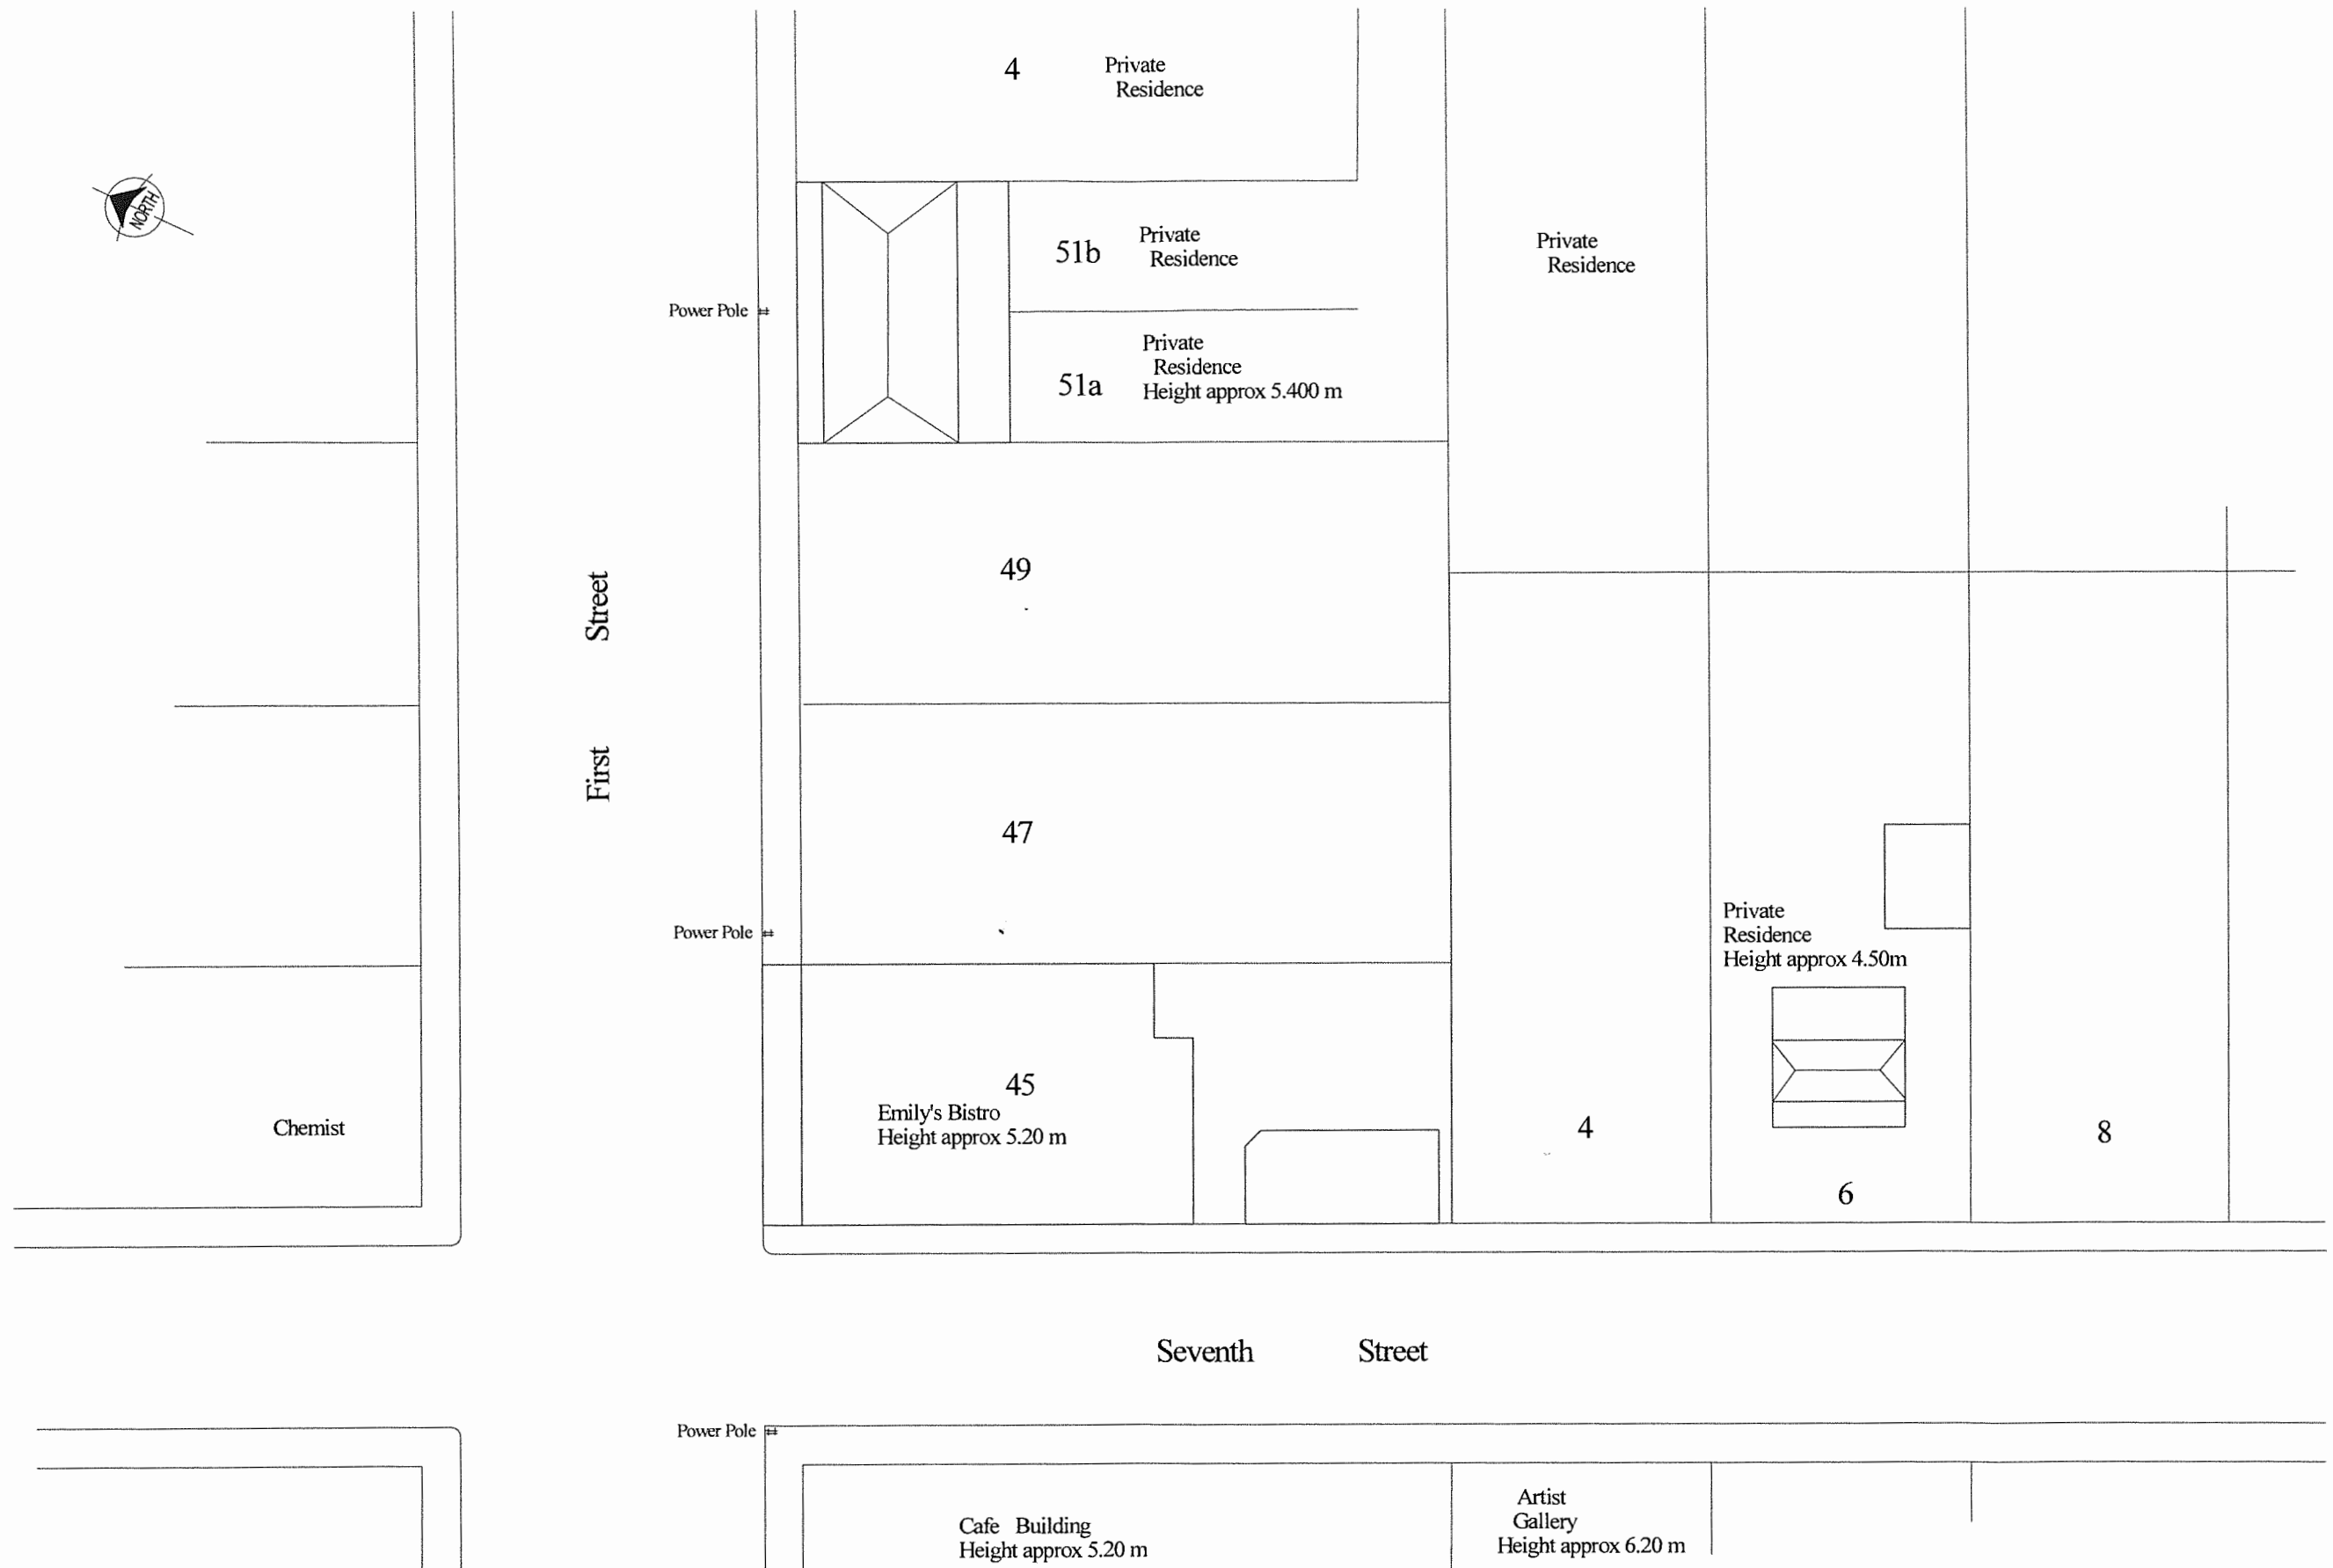 4
Private
Residence
NORTH
51b
Private
Residence
Private
Residence
Power Pole
51a
Private
Residence
Height approx 5.400 m
49
First Street
47
Power Pole
Private
Residence
Height approx 4.50m
45
Emily's Bistro
Height approx 5.20 m
Chemist
4
8
6
Seventh Street
Power Pole
Cafe Building
Height approx 5.20 m
Artist
Gallery
Height approx 6.20 m